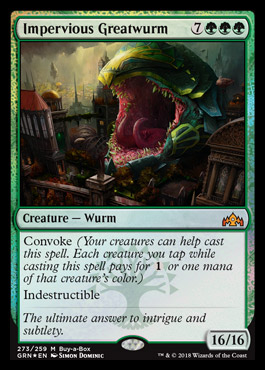 Impervious Greatwurm 7
Creature — Wurm
Convoke (Your creatures can help cast
this spell. Each creature you tap while
casting this spell pays for 1 or one mana
of that creature's color.)
Indestructible
The ultimate answer to intrigue and
subtlety.
16/16
273/259 M Buy-a-Box
GRN ★ EN SIMON DOMINIC
™ & © 2018 Wizards of the Coast